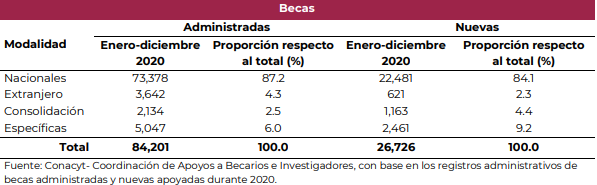 Becas
Administradas Nuevas
Modalidad Enero-diciembre 2020 Proporción respecto al total (%) Enero-diciembre 2020 Proporción respecto al total (%)
Nacionales 73,378 87.2 22,481 84.1
Extranjero 3,642 4.3 621 2.3
Consolidación 2,134 2.5 1,163 4.4
Específicas 5,047 6.0 2,461 9.2
Total 84,201 100.0 26,726 100.0
Fuente: Conacyt- Coordinación de Apoyos a Becarios e Investigadores, con base en los registros administrativos de
becas administradas y nuevas apoyadas durante 2020.